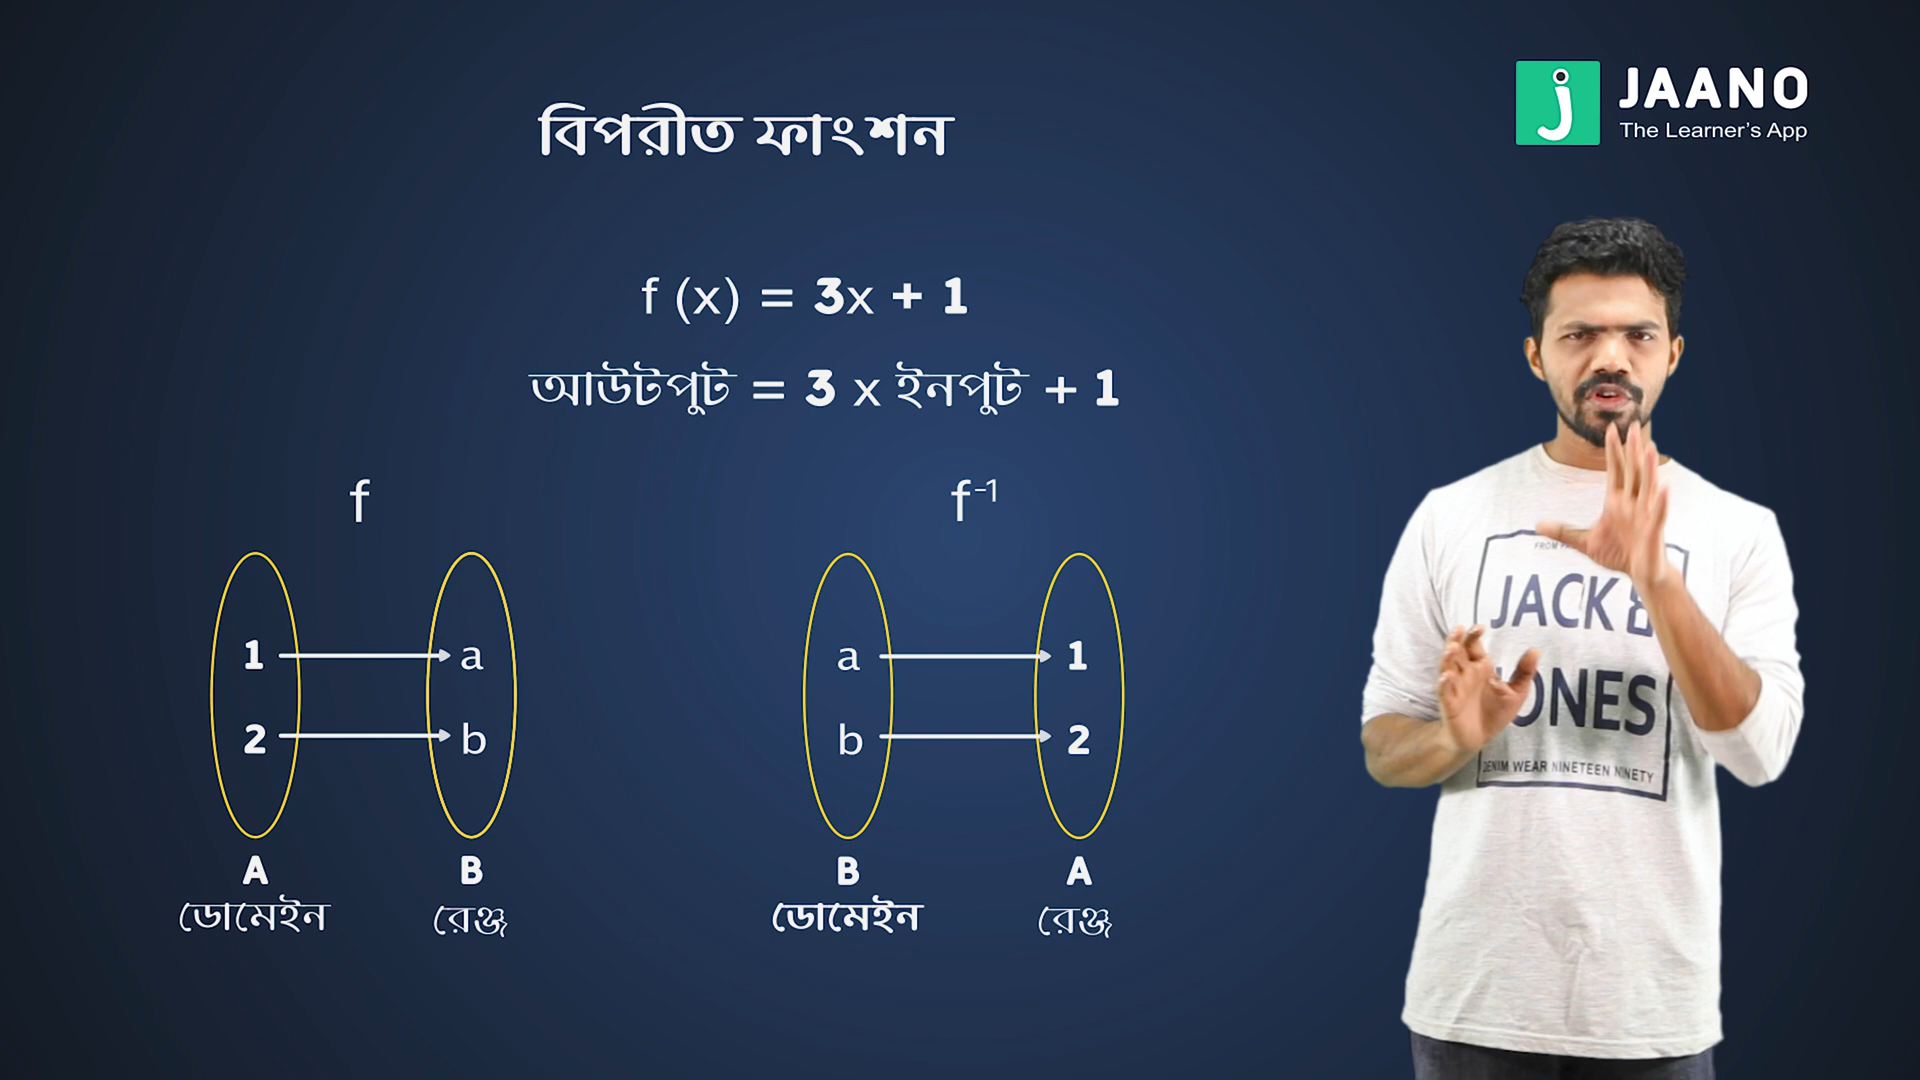 বিপরীত ফাংশন
JAANO
The Learner's App
f (x) = 3x + 1
আউটপুট = 3 x ইনপুট + 1
f
f⁻¹
1 a
2 b
a 1
b 2
A B
ডোমেইন রেঞ্জ
B A
ডোমেইন রেঞ্জ
FROM
JACK &
JONES
DENIM WEAR NINETEEN NINETY